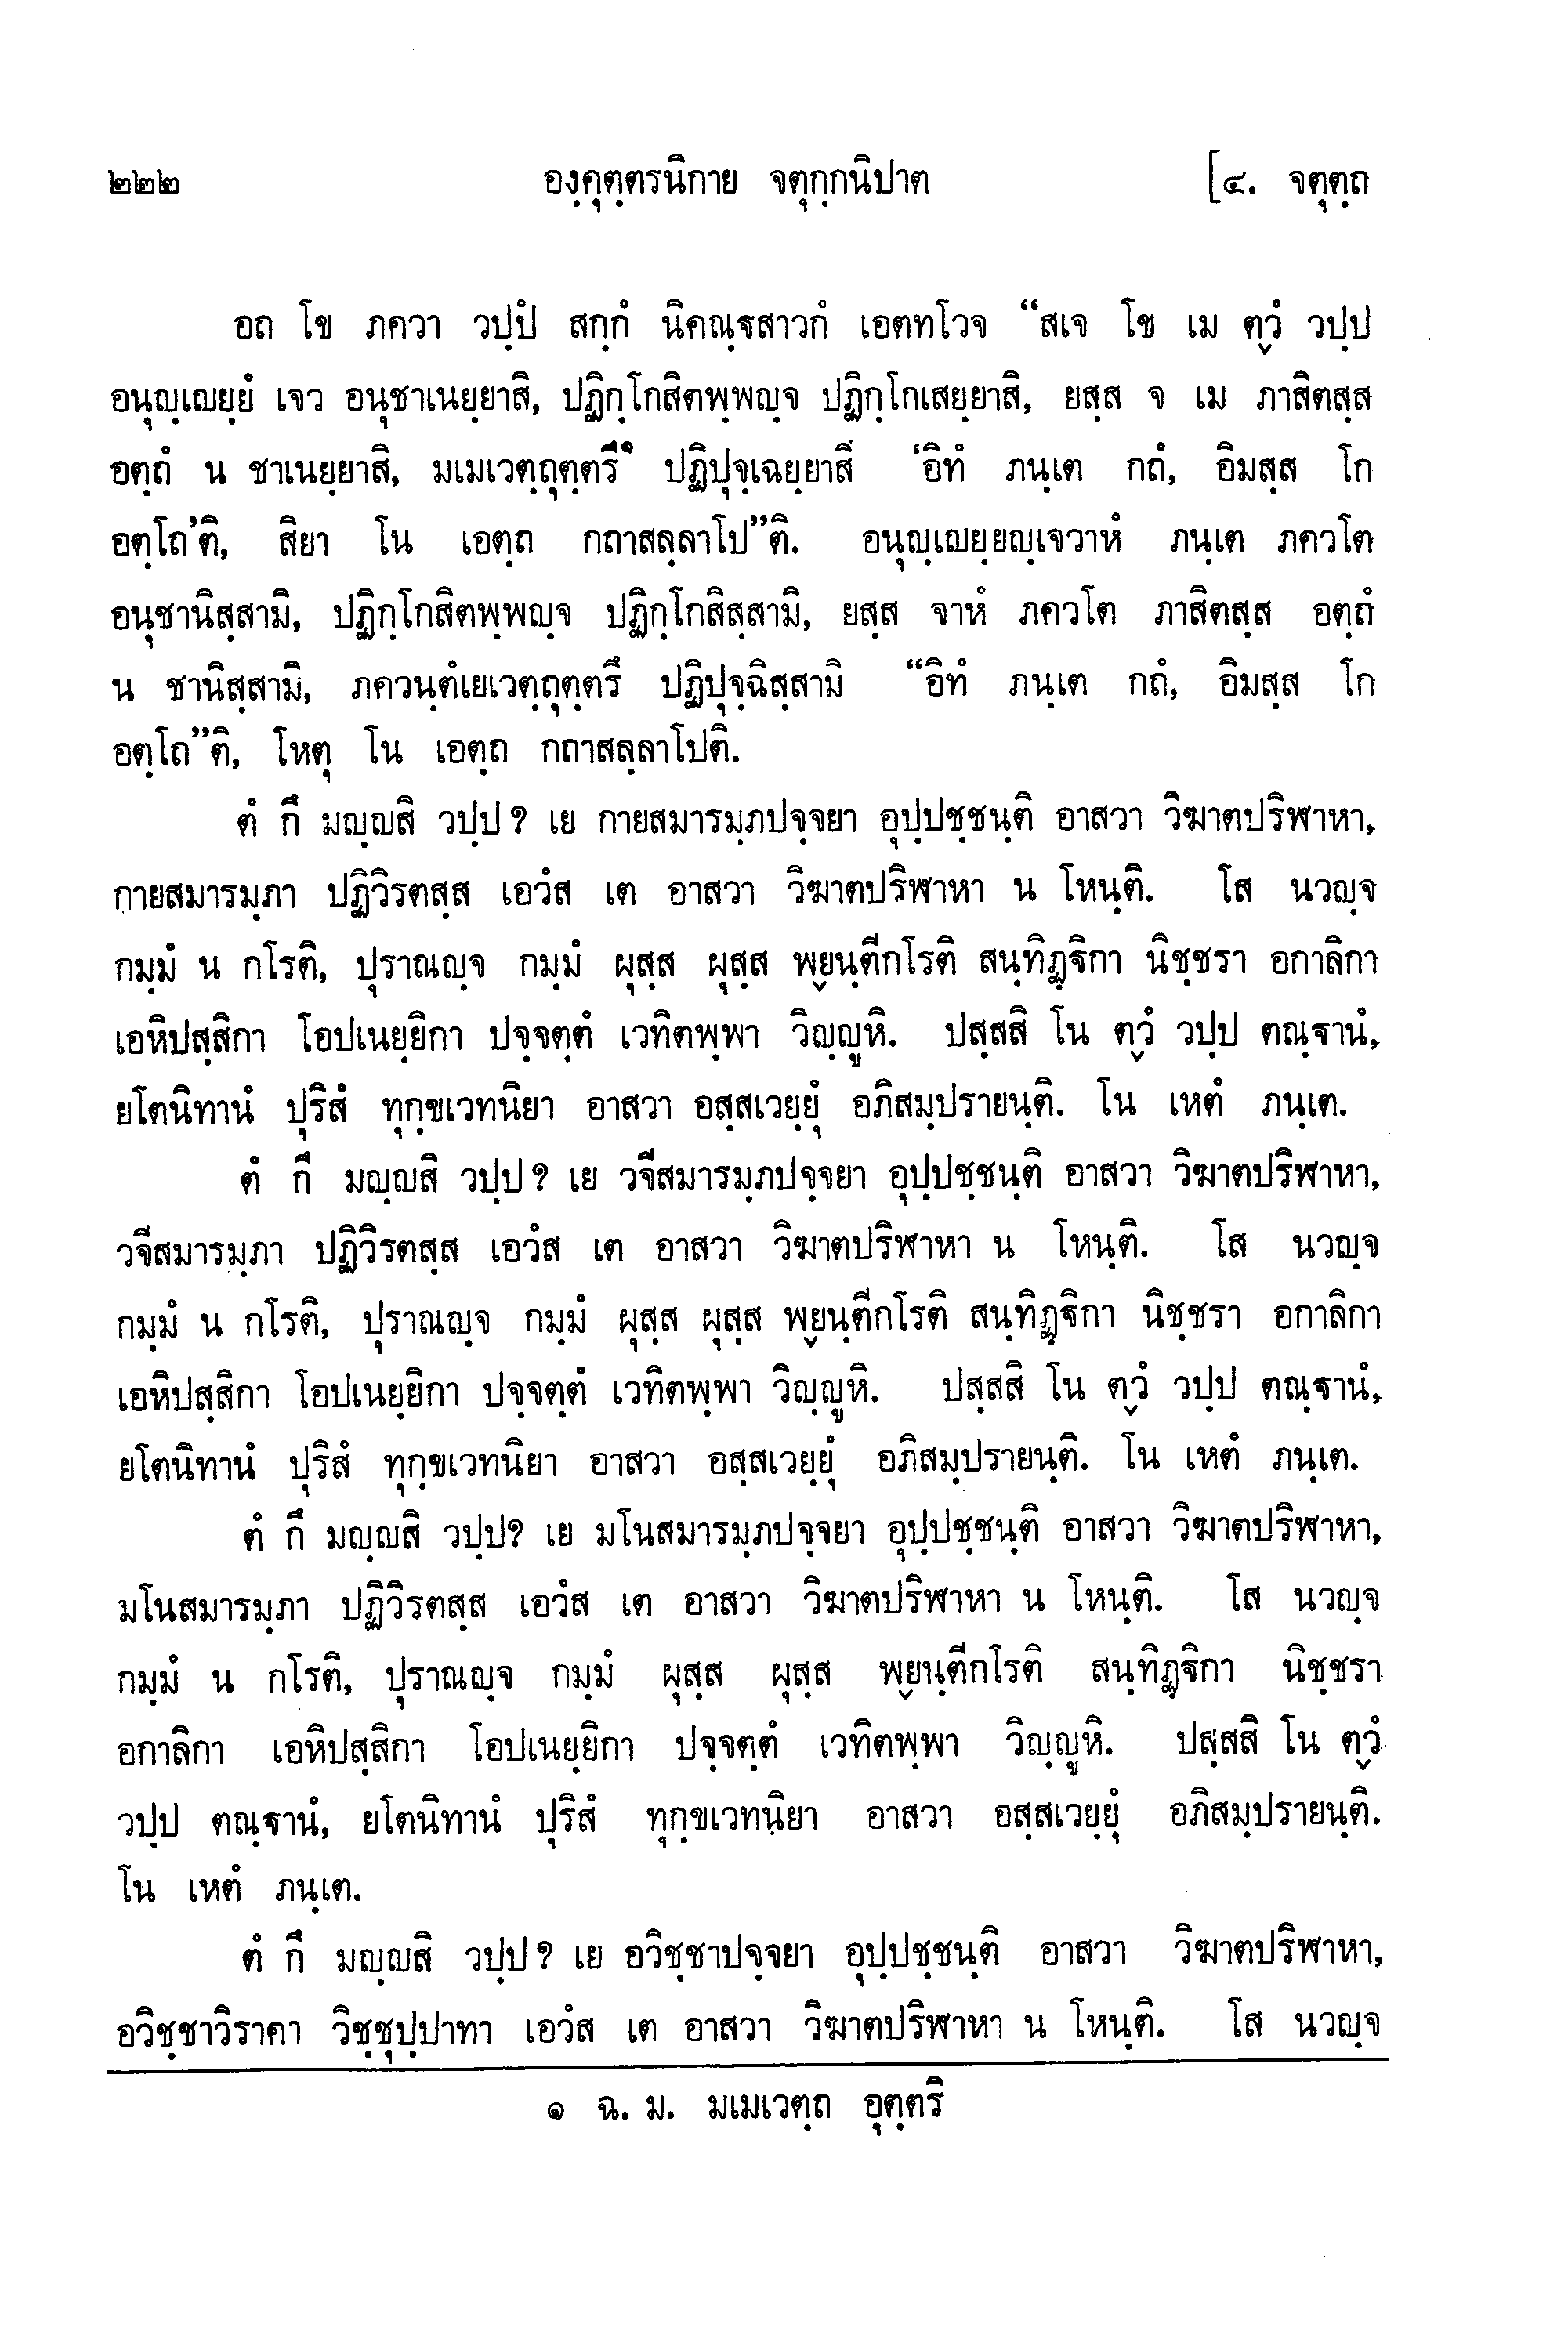 ๒๒๒ องฺคุตฺตรนิกาย จตุกฺกนิปาต [๔. จตุตฺถ
อถ โข ภควา วปฺปํ สกฺกํ นิคณฺฐสาวกํ เอตทโวจ “สเจ โข เม ตฺวํ วปฺป
อนุญฺเญยฺยํ เจว อนุชาเนยฺยาสิ, ปฏิกฺโกสิตพฺพญฺจ ปฏิกฺโกเสยฺยาสิ, ยสฺส จ เม ภาสิตสฺส
อตฺถํ น ชาเนยฺยาสิ, มเมเวตฺถุตฺตรึ๑ ปฏิปุจฺเฉยฺยาสิ ‘อิทํ ภนฺเต กถํ, อิมสฺส โก
อตฺโถ’ติ, สิยา โน เอตฺถ กถาสลฺลาโป”ติ. อนุญฺเญยฺยญฺเจวาหํ ภนฺเต ภควโต
อนุชานิสฺสามิ, ปฏิกฺโกสิตพฺพญฺจ ปฏิกฺโกสิสฺสามิ, ยสฺส จาหํ ภควโต ภาสิตสฺส อตฺถํ
น ชานิสฺสามิ, ภควนฺตํเยเวตฺถุตฺตรึ ปฏิปุจฺฉิสฺสามิ “อิทํ ภนฺเต กถํ, อิมสฺส โก
อตฺโถ”ติ, โหตุ โน เอตฺถ กถาสลฺลาโปติ.
ตํ กึ มญฺญสิ วปฺป? เย กายสมารมฺภปจฺจยา อุปฺปชฺชนฺติ อาสวา วิฆาตปริฬาหา,
กายสมารมฺภา ปฏิวิรตสฺส เอวํส เต อาสวา วิฆาตปริฬาหา น โหนฺติ. โส นวญฺจ
กมฺมํ น กโรติ, ปุราณญฺจ กมฺมํ ผุสฺส ผุสฺส พฺยนฺตีกโรติ สนฺทิฏฺฐิกา นิชฺชรา อกาลิกา
เอหิปสฺสิกา โอปเนยฺยิกา ปจฺจตฺตํ เวทิตพฺพา วิญฺญูหิ. ปสฺสสิ โน ตฺวํ วปฺป ตณฺฐานํ,
ยโตนิทานํ ปุริสํ ทุกฺขเวทนิยา อาสวา อสฺสเวยฺยุํ อภิสมฺปรายนฺติ. โน เหตํ ภนฺเต.
ตํ กึ มญฺญสิ วปฺป? เย วจีสมารมฺภปจฺจยา อุปฺปชฺชนฺติ อาสวา วิฆาตปริฬาหา,
วจีสมารมฺภา ปฏิวิรตสฺส เอวํส เต อาสวา วิฆาตปริฬาหา น โหนฺติ. โส นวญฺจ
กมฺมํ น กโรติ, ปุราณญฺจ กมฺมํ ผุสฺส ผุสฺส พฺยนฺตีกโรติ สนฺทิฏฺฐิกา นิชฺชรา อกาลิกา
เอหิปสฺสิกา โอปเนยฺยิกา ปจฺจตฺตํ เวทิตพฺพา วิญฺญูหิ. ปสฺสสิ โน ตฺวํ วปฺป ตณฺฐานํ,
ยโตนิทานํ ปุริสํ ทุกฺขเวทนิยา อาสวา อสฺสเวยฺยุํ อภิสมฺปรายนฺติ. โน เหตํ ภนฺเต.
ตํ กึ มญฺญสิ วปฺป? เย มโนสมารมฺภปจฺจยา อุปฺปชฺชนฺติ อาสวา วิฆาตปริฬาหา,
มโนสมารมฺภา ปฏิวิรตสฺส เอวํส เต อาสวา วิฆาตปริฬาหา น โหนฺติ. โส นวญฺจ
กมฺมํ น กโรติ, ปุราณญฺจ กมฺมํ ผุสฺส ผุสฺส พฺยนฺตีกโรติ สนฺทิฏฺฐิกา นิชฺชรา
อกาลิกา เอหิปสฺสิกา โอปเนยฺยิกา ปจฺจตฺตํ เวทิตพฺพา วิญฺญูหิ. ปสฺสสิ โน ตฺวํ
วปฺป ตณฺฐานํ, ยโตนิทานํ ปุริสํ ทุกฺขเวทนิยา อาสวา อสฺสเวยฺยุํ อภิสมฺปรายนฺติ.
โน เหตํ ภนฺเต.
ตํ กึ มญฺญสิ วปฺป? เย อวิชฺชาปจฺจยา อุปฺปชฺชนฺติ อาสวา วิฆาตปริฬาหา,
อวิชฺชาวิราคา วิชฺชุปฺปาทา เอวํส เต อาสวา วิฆาตปริฬาหา น โหนฺติ. โส นวญฺจ
๑ ฉ. ม. มเมเวตฺถ อุตฺตริ